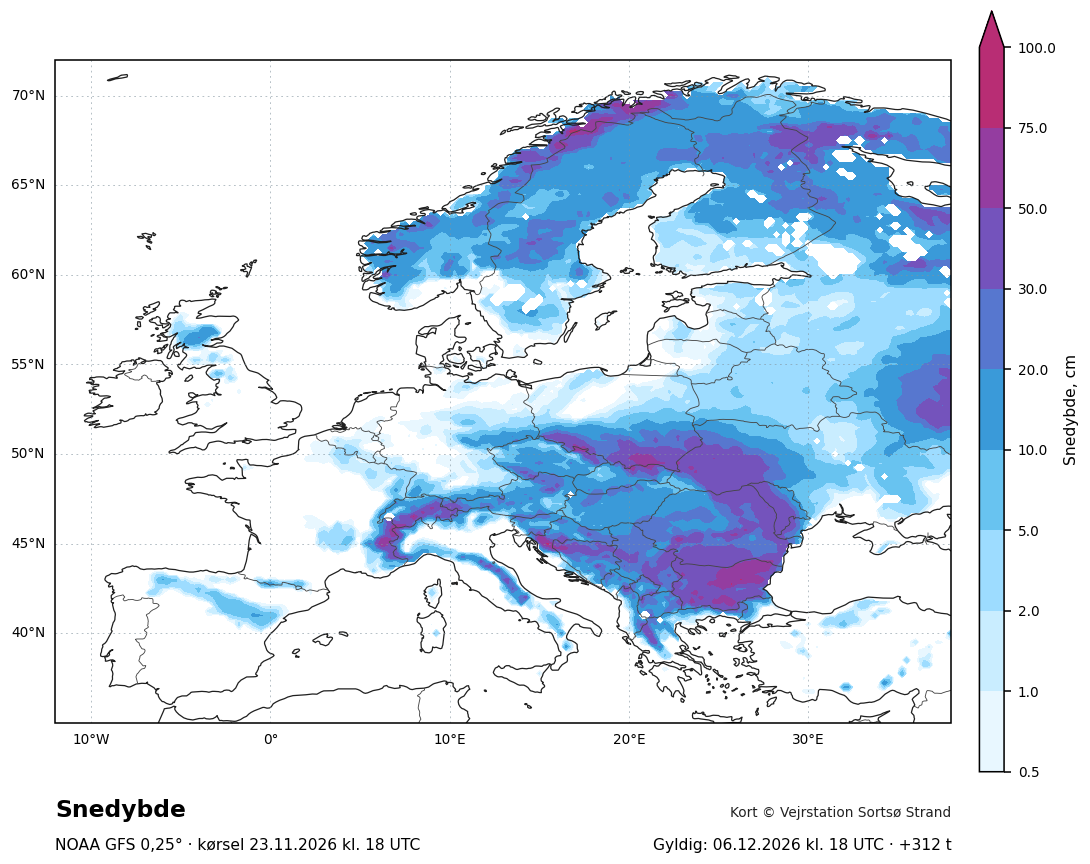 100.0
75.0
50.0
30.0
20.0
10.0
5.0
2.0
1.0
0.5
Snedybde, cm
70°N
65°N
60°N
55°N
50°N
45°N
40°N
10°W
0°
10°E
20°E
30°E
Snedybde
Kort © Vejrstation Sortsø Strand
NOAA GFS 0,25° · kørsel 23.11.2026 kl. 18 UTC
Gyldig: 06.12.2026 kl. 18 UTC · +312 t